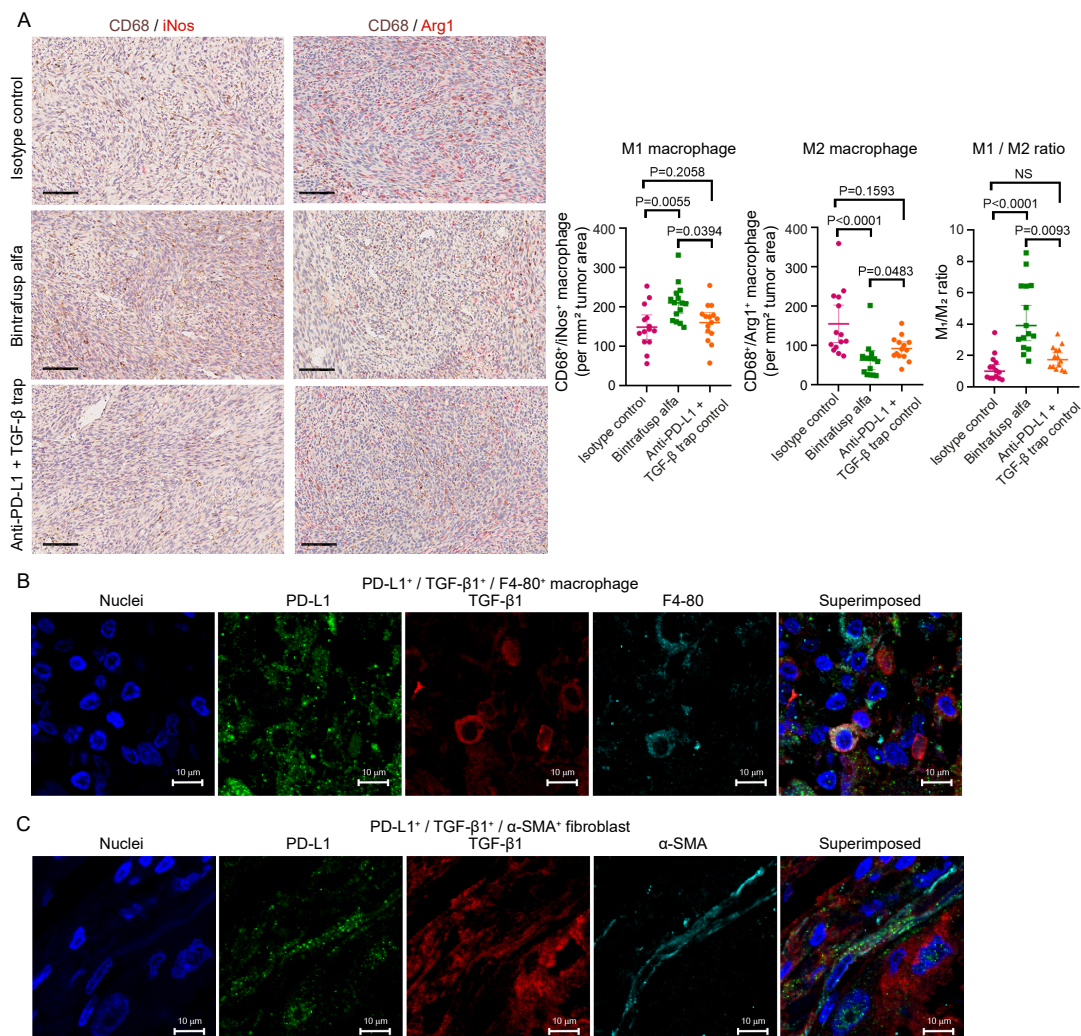 A
CD68 / iNos
CD68 / Arg1
Isotype control
Bintrafusp alfa
Anti-PD-L1 + TGF-β trap
M1 macrophage
P=0.2058
P=0.0055
P=0.0394
CD68⁺/iNos⁺ macrophage
(per mm² tumor area)
400
300
200
100
0
Isotype control
Bintrafusp alfa
Anti-PD-L1 +
TGF-β trap control
M2 macrophage
P=0.1593
P<0.0001
P=0.0483
CD68⁺/Arg1⁺ macrophage
(per mm² tumor area)
400
300
200
100
0
Isotype control
Bintrafusp alfa
Anti-PD-L1 +
TGF-β trap control
M1 / M2 ratio
NS
P<0.0001
P=0.0093
M₁/M₂ ratio
10
8
6
4
2
0
Isotype control
Bintrafusp alfa
Anti-PD-L1 +
TGF-β trap control
B
PD-L1⁺ / TGF-β1⁺ / F4-80⁺ macrophage
Nuclei
PD-L1
TGF-β1
F4-80
Superimposed
10 μm
10 μm
10 μm
10 μm
10 μm
C
PD-L1⁺ / TGF-β1⁺ / α-SMA⁺ fibroblast
Nuclei
PD-L1
TGF-β1
α-SMA
Superimposed
10 μm
10 μm
10 μm
10 μm
10 μm